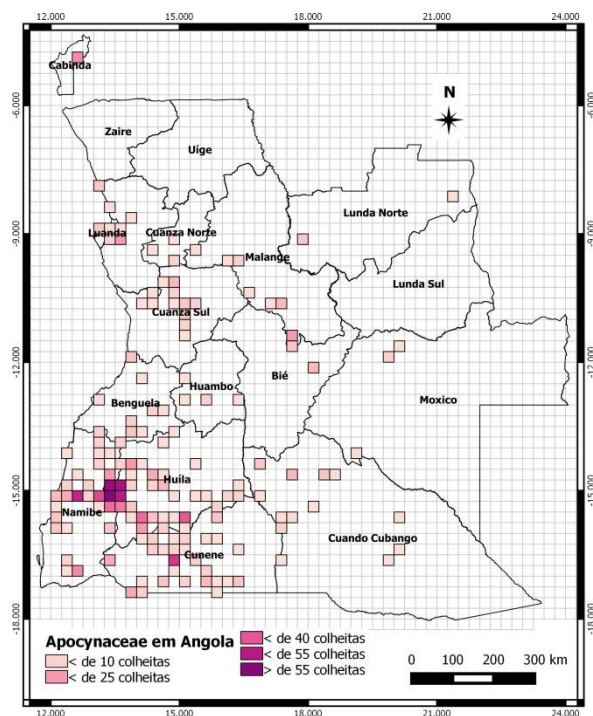 12.000 15.000 18.000 21.000 24.000
Cabinda
-6.000 -6.000
N
Zaire
Uíge
Lunda Norte
Luanda Cuanza Norte
-9.000 -9.000
Malange
Lunda Sul
Cuanza Sul
-12.000 -12.000
Huambo Bié
Moxico
Benguela
Huíla
-15.000 -15.000
Namibe
Cuando Cubango
Cunene
-18.000 -18.000
Apocynaceae em Angola
< de 10 colheitas
< de 25 colheitas
< de 40 colheitas
< de 55 colheitas
> de 55 colheitas
0 100 200 300 km
12.000 15.000 18.000 21.000 24.000